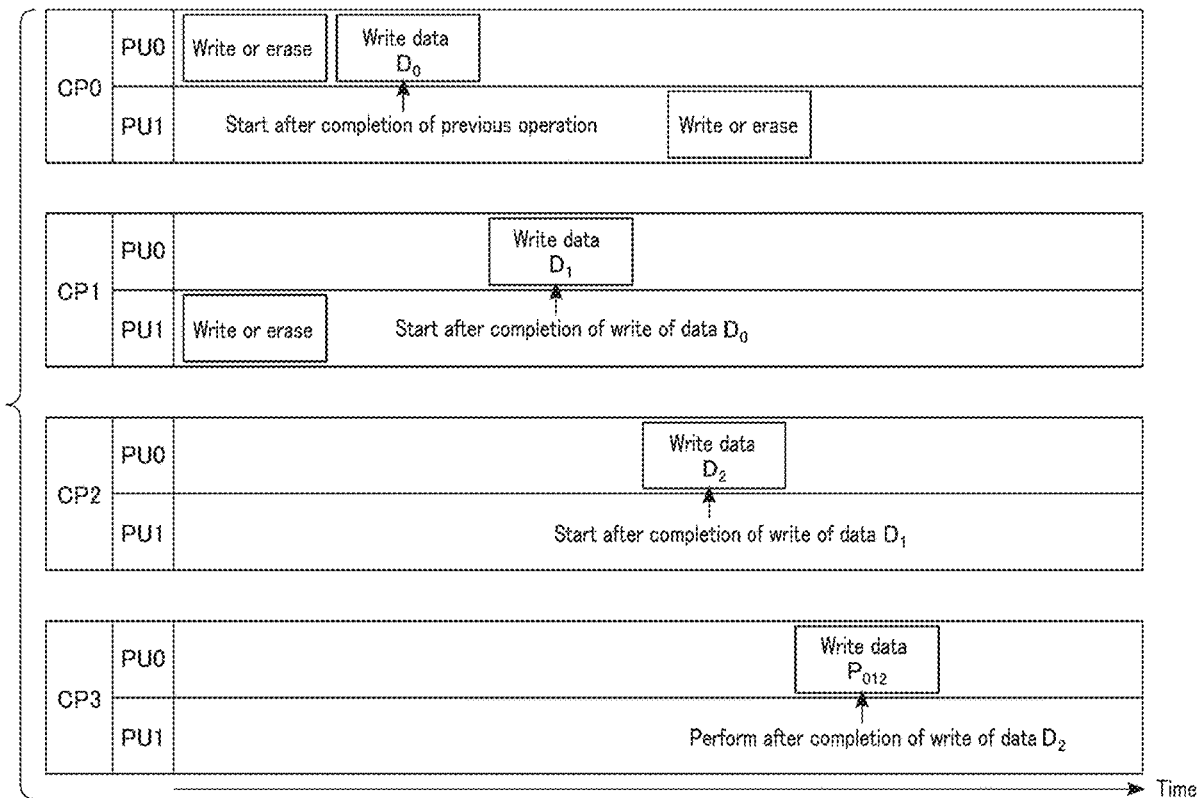 CP0
PU0
Write or erase
Write data
D₀
PU1
Start after completion of previous operation
Write or erase
CP1
PU0
Write data
D₁
PU1
Write or erase
Start after completion of write of data D₀
CP2
PU0
Write data
D₂
PU1
Start after completion of write of data D₁
CP3
PU0
Write data
P₀₁₂
PU1
Perform after completion of write of data D₂
Time